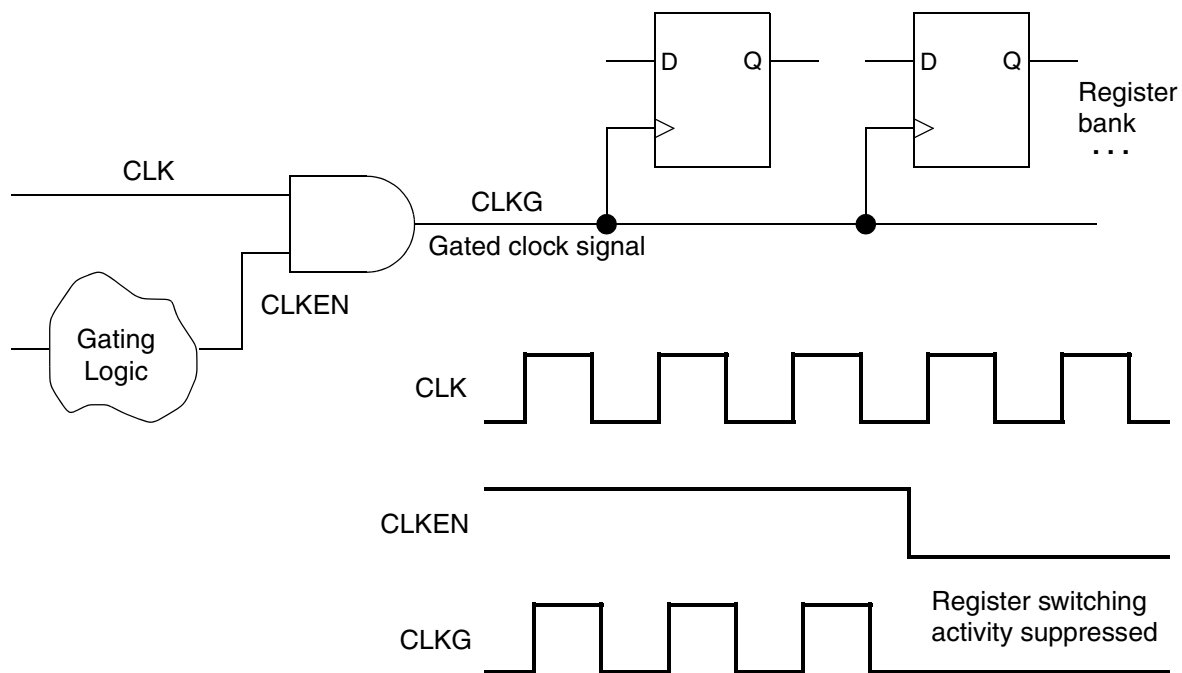 D Q
D Q
Register
bank
. . .
CLK
CLKG
Gated clock signal
CLKEN
Gating
Logic
CLK
CLKEN
CLKG
Register switching
activity suppressed